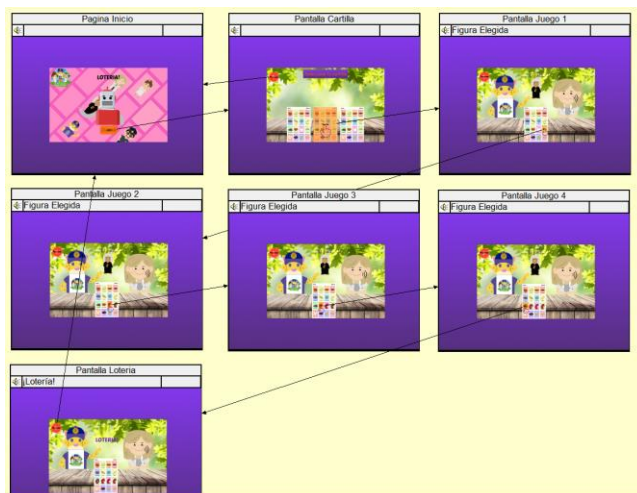 Pagina Inicio
LOTERIA!
Pantalla Cartilla
Pantalla Juego 1
Figura Elegida
Pantalla Juego 2
Figura Elegida
Pantalla Juego 3
Figura Elegida
Pantalla Juego 4
Figura Elegida
Pantalla Loteria
¡Lotería!
LOTERIA!